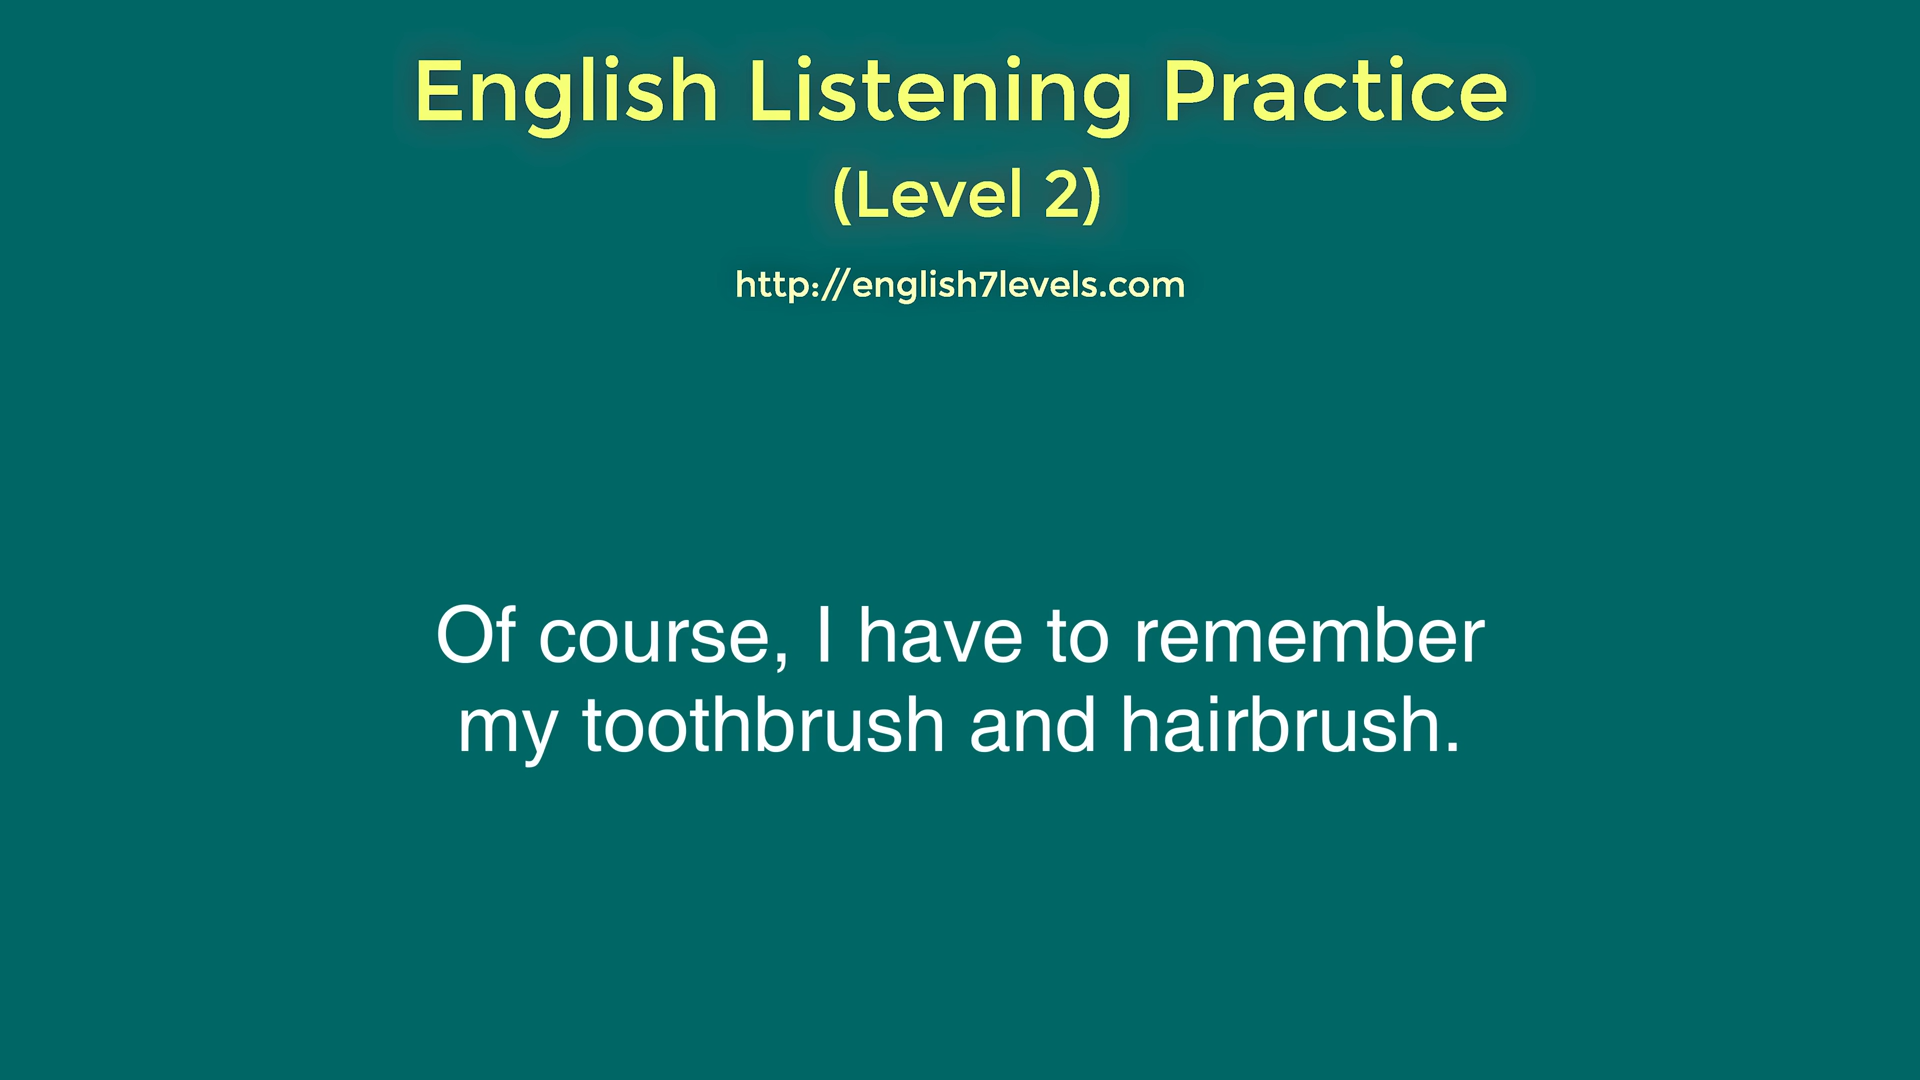 English Listening Practice
(Level 2)
http://english7levels.com
Of course, I have to remember
my toothbrush and hairbrush.